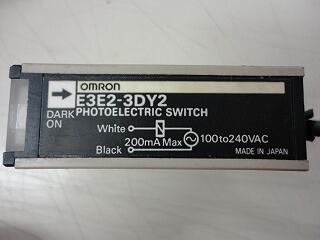 OMRON
E3E2-3DY2
DARK ON
PHOTOELECTRIC SWITCH
White
200mA Max
100to240VAC
Black
MADE IN JAPAN